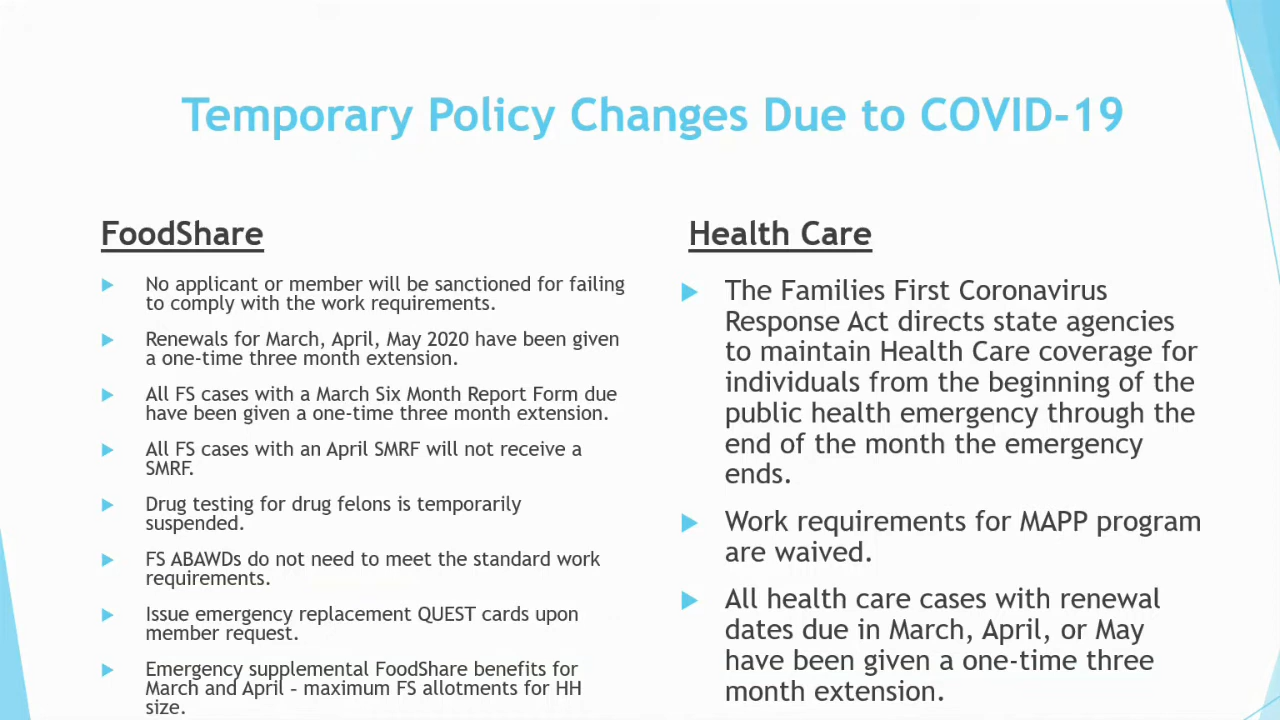 Temporary Policy Changes Due to COVID-19
FoodShare
No applicant or member will be sanctioned for failing
to comply with the work requirements.
Renewals for March, April, May 2020 have been given
a one-time three month extension.
All FS cases with a March Six Month Report Form due
have been given a one-time three month extension.
All FS cases with an April SMRF will not receive a
SMRF.
Drug testing for drug felons is temporarily
suspended.
FS ABAWDs do not need to meet the standard work
requirements.
Issue emergency replacement QUEST cards upon
member request.
Emergency supplemental FoodShare benefits for
March and April – maximum FS allotments for HH
size.
Health Care
The Families First Coronavirus
Response Act directs state agencies
to maintain Health Care coverage for
individuals from the beginning of the
public health emergency through the
end of the month the emergency
ends.
Work requirements for MAPP program
are waived.
All health care cases with renewal
dates due in March, April, or May
have been given a one-time three
month extension.